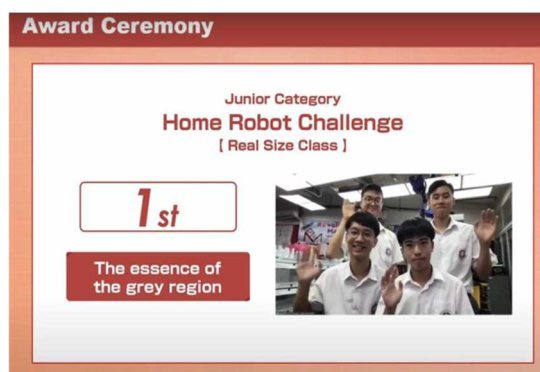 Award Ceremony
Junior Category
Home Robot Challenge
[ Real Size Class ]
1st
The essence of
the grey region